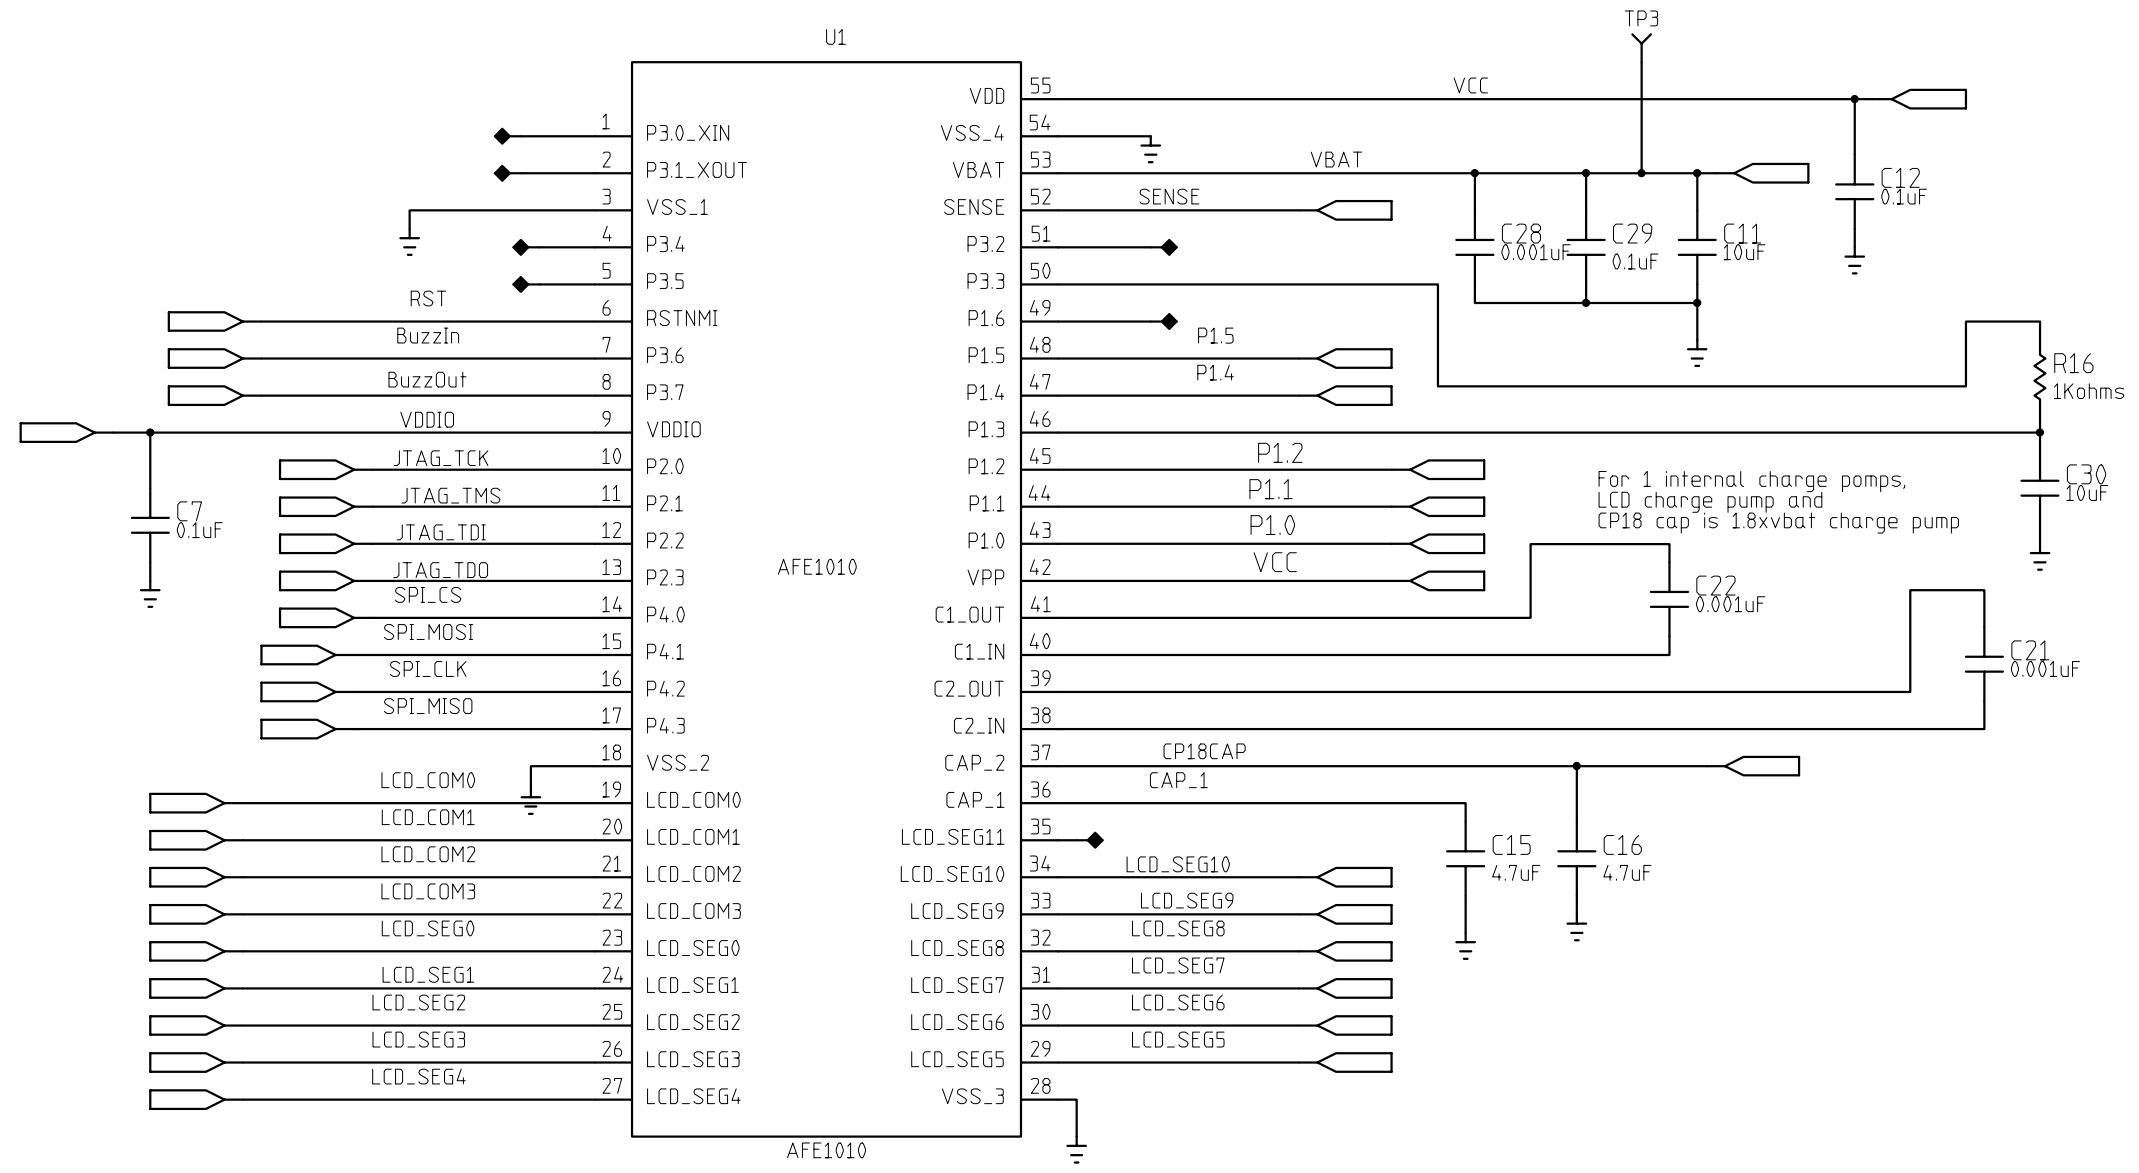 TP3
U1
VDD 55 VCC
1 P3.0_XIN VSS_4 54
2 P3.1_XOUT VBAT 53 VBAT
3 VSS_1 SENSE 52 SENSE
C12
0.1uF
4 P3.4 P3.2 51
C28
0.001uF
C29
0.1uF
C11
10uF
5 P3.5 P3.3 50
RST 6 RSTNMI P1.6 49
BuzzIn 7 P3.6 P1.5 48 P1.5
BuzzOut 8 P3.7 P1.4 47 P1.4
R16
1Kohms
VDDIO 9 VDDIO P1.3 46
JTAG_TCK 10 P2.0 P1.2 45 P1.2
For 1 internal charge pomps,
LCD charge pump and
CP18 cap is 1.8xvbat charge pump
C30
10uF
JTAG_TMS 11 P2.1 P1.1 44 P1.1
C7
0.1uF
JTAG_TDI 12 P2.2 P1.0 43 P1.0
AFE1010
JTAG_TDO 13 P2.3 VPP 42 VCC
SPI_CS 14 P4.0 C1_OUT 41
C22
0.001uF
SPI_MOSI 15 P4.1 C1_IN 40
C21
0.001uF
SPI_CLK 16 P4.2 C2_OUT 39
SPI_MISO 17 P4.3 C2_IN 38
18 VSS_2 CAP_2 37 CP18CAP
LCD_COM0 19 LCD_COM0 CAP_1 36 CAP_1
LCD_COM1 20 LCD_COM1 LCD_SEG11 35
C15
4.7uF
C16
4.7uF
LCD_COM2 21 LCD_COM2 LCD_SEG10 34 LCD_SEG10
LCD_COM3 22 LCD_COM3 LCD_SEG9 33 LCD_SEG9
LCD_SEG0 23 LCD_SEG0 LCD_SEG8 32 LCD_SEG8
LCD_SEG1 24 LCD_SEG1 LCD_SEG7 31 LCD_SEG7
LCD_SEG2 25 LCD_SEG2 LCD_SEG6 30 LCD_SEG6
LCD_SEG3 26 LCD_SEG3 LCD_SEG5 29 LCD_SEG5
LCD_SEG4 27 LCD_SEG4 VSS_3 28
AFE1010